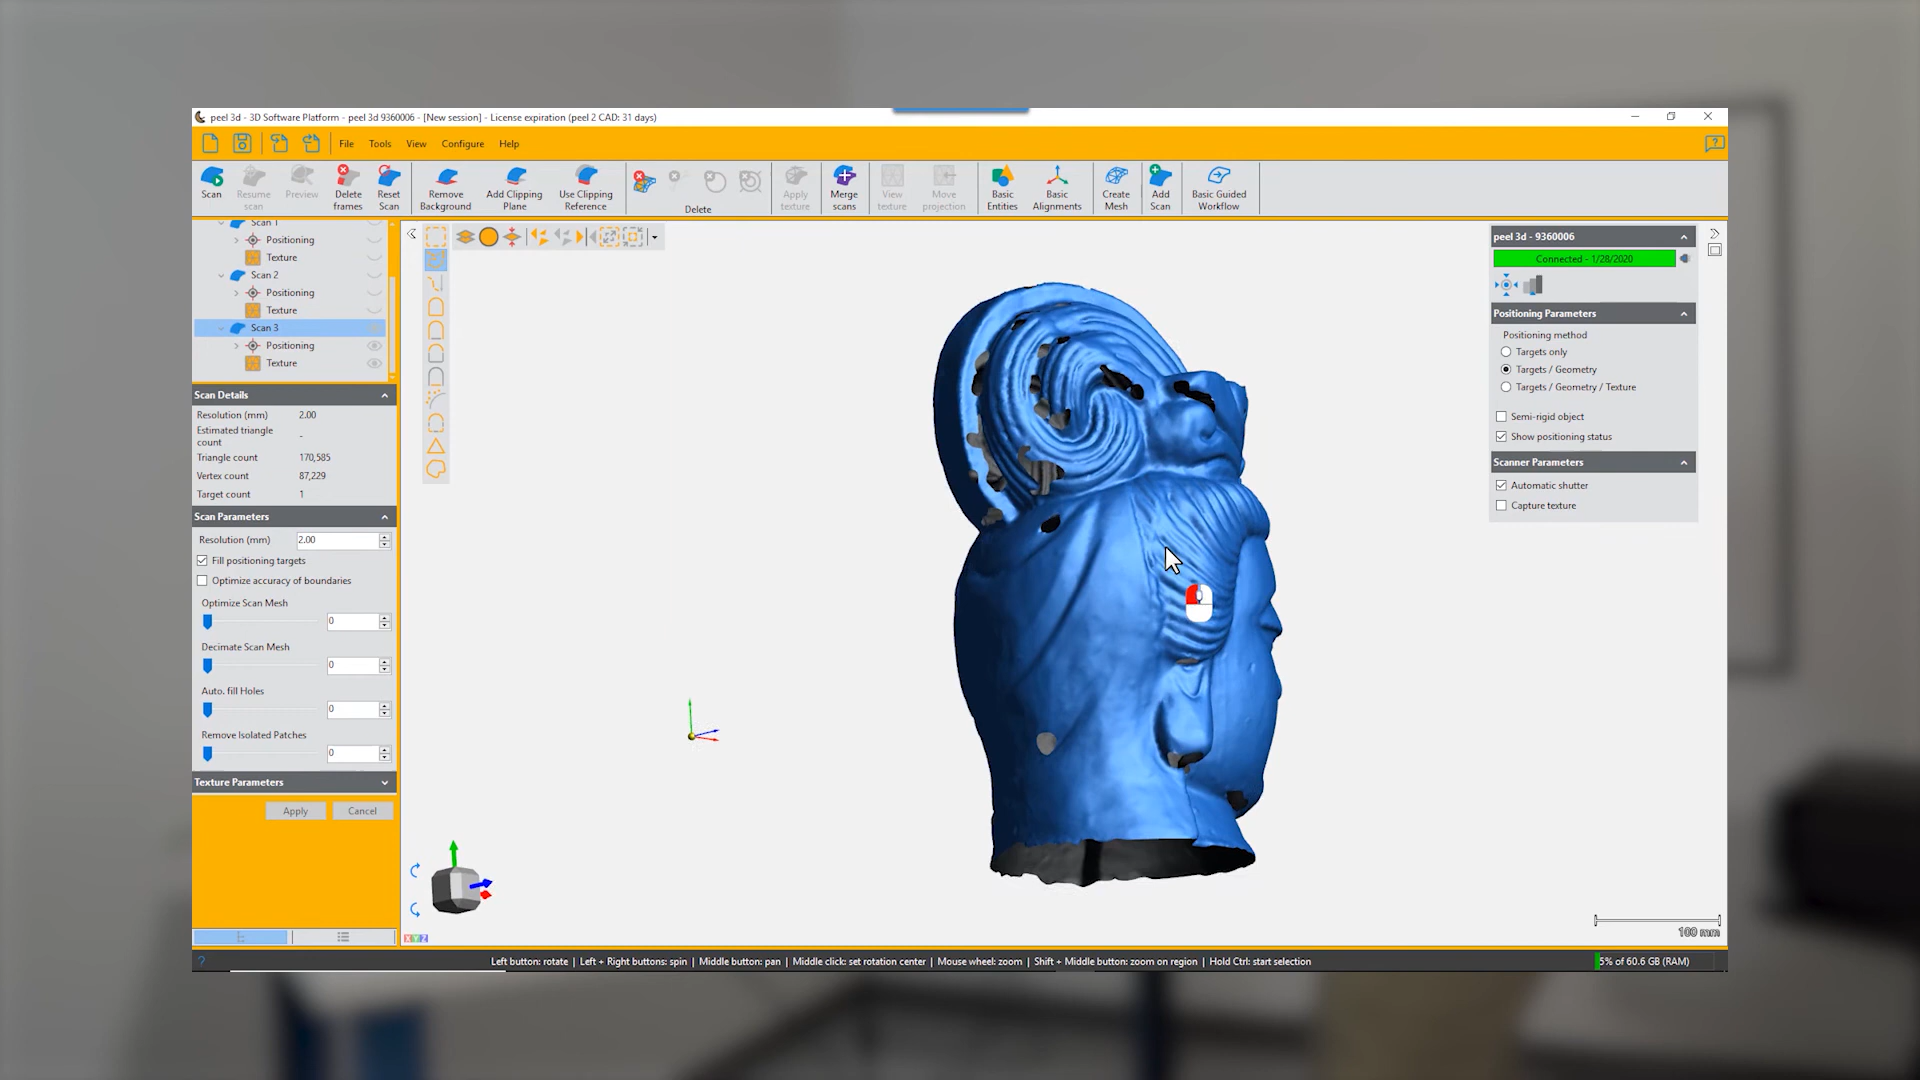 peel 3d - 3D Software Platform - peel 3d 9360006 - [New session] - License expiration (peel 2 CAD: 31 days)
File Tools View Configure Help
Scan
Resume scan
Preview
Delete frames
Reset Scan
Remove Background
Add Clipping Plane
Use Clipping Reference
Delete
Apply texture
Merge scans
View texture
Move projection
Basic Entities
Basic Alignments
Create Mesh
Add Scan
Basic Guided Workflow
Scan 1
Positioning
Texture
Scan 2
Positioning
Texture
Scan 3
Positioning
Texture
Scan Details
Resolution (mm) 2.00
Estimated triangle count -
Triangle count 170,585
Vertex count 87,229
Target count 1
Scan Parameters
Resolution (mm) 2.00
Fill positioning targets
Optimize accuracy of boundaries
Optimize Scan Mesh
0
Decimate Scan Mesh
0
Auto. fill Holes
0
Remove Isolated Patches
0
Texture Parameters
Apply Cancel
peel 3d - 9360006
Connected - 1/28/2020
Positioning Parameters
Positioning method
Targets only
Targets / Geometry
Targets / Geometry / Texture
Semi-rigid object
Show positioning status
Scanner Parameters
Automatic shutter
Capture texture
XYZ
100 mm
? Left button: rotate | Left + Right buttons: spin | Middle button: pan | Middle click: set rotation center | Mouse wheel: zoom | Shift + Middle button: zoom on region | Hold Ctrl: start selection
5% of 60.6 GB (RAM)